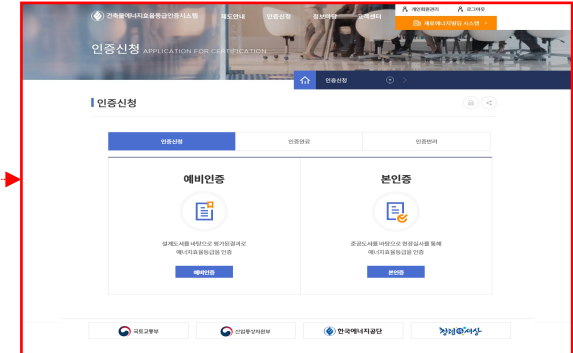 개인회원관리 로그아웃
건축물에너지효율등급인증시스템 제도안내 인증신청 정보마당 고객센터
제로에너지빌딩 시스템 >
인증신청 APPLICATION FOR CERTIFICATION
인증신청
인증신청
인증신청 인증완료 인증반려
예비인증 본인증
설계도서를 바탕으로 평가된결과로 준공도서를 바탕으로 현장실사를 통해
에너지효율등급을 인증 에너지효율등급을 인증
예비인증 본인증
국토교통부 산업통상자원부 한국에너지공단 청렴한세상